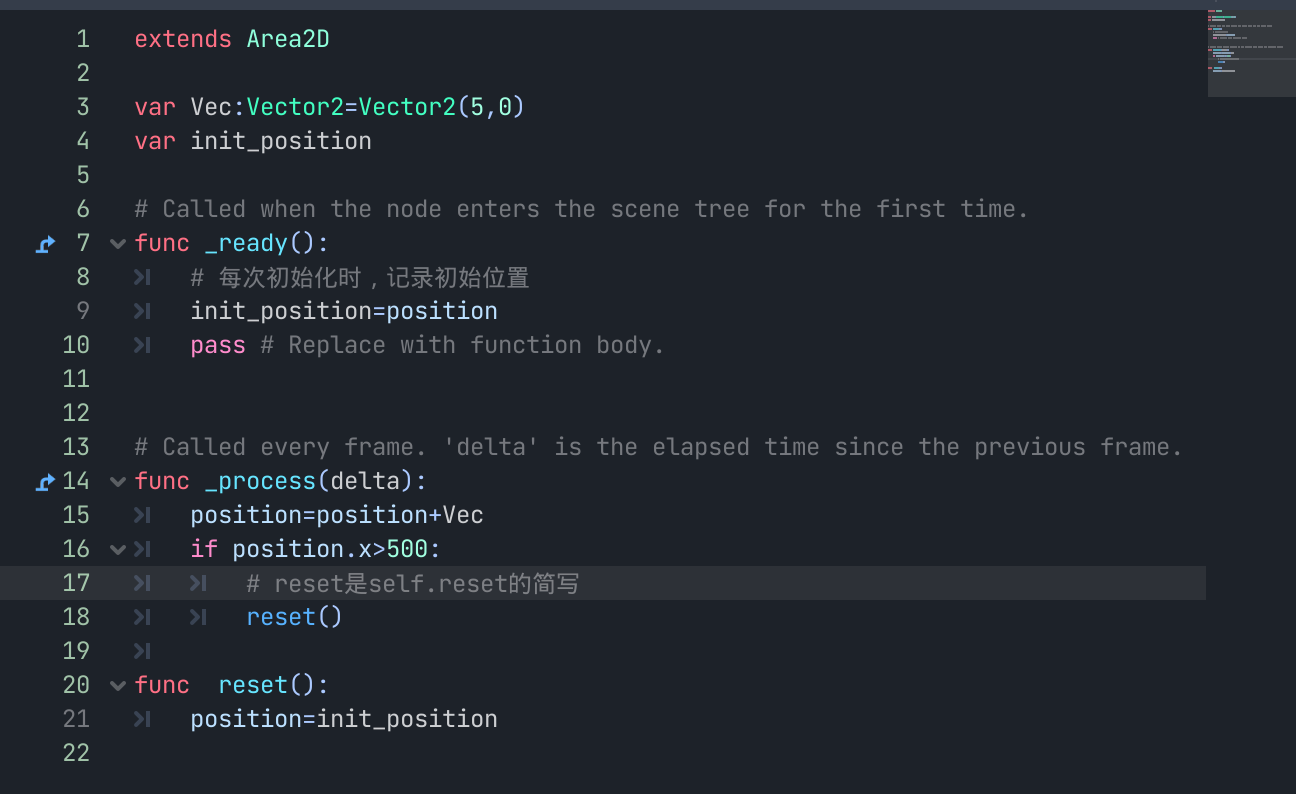 1 extends Area2D
2
3 var Vec:Vector2=Vector2(5,0)
4 var init_position
5
6 # Called when the node enters the scene tree for the first time.
7 func _ready():
8 # 每次初始化时，记录初始位置
9 init_position=position
10 pass # Replace with function body.
11
12
13 # Called every frame. 'delta' is the elapsed time since the previous frame.
14 func _process(delta):
15 position=position+Vec
16 if position.x>500:
17 # reset是self.reset的简写
18 reset()
19
20 func  reset():
21 position=init_position
22